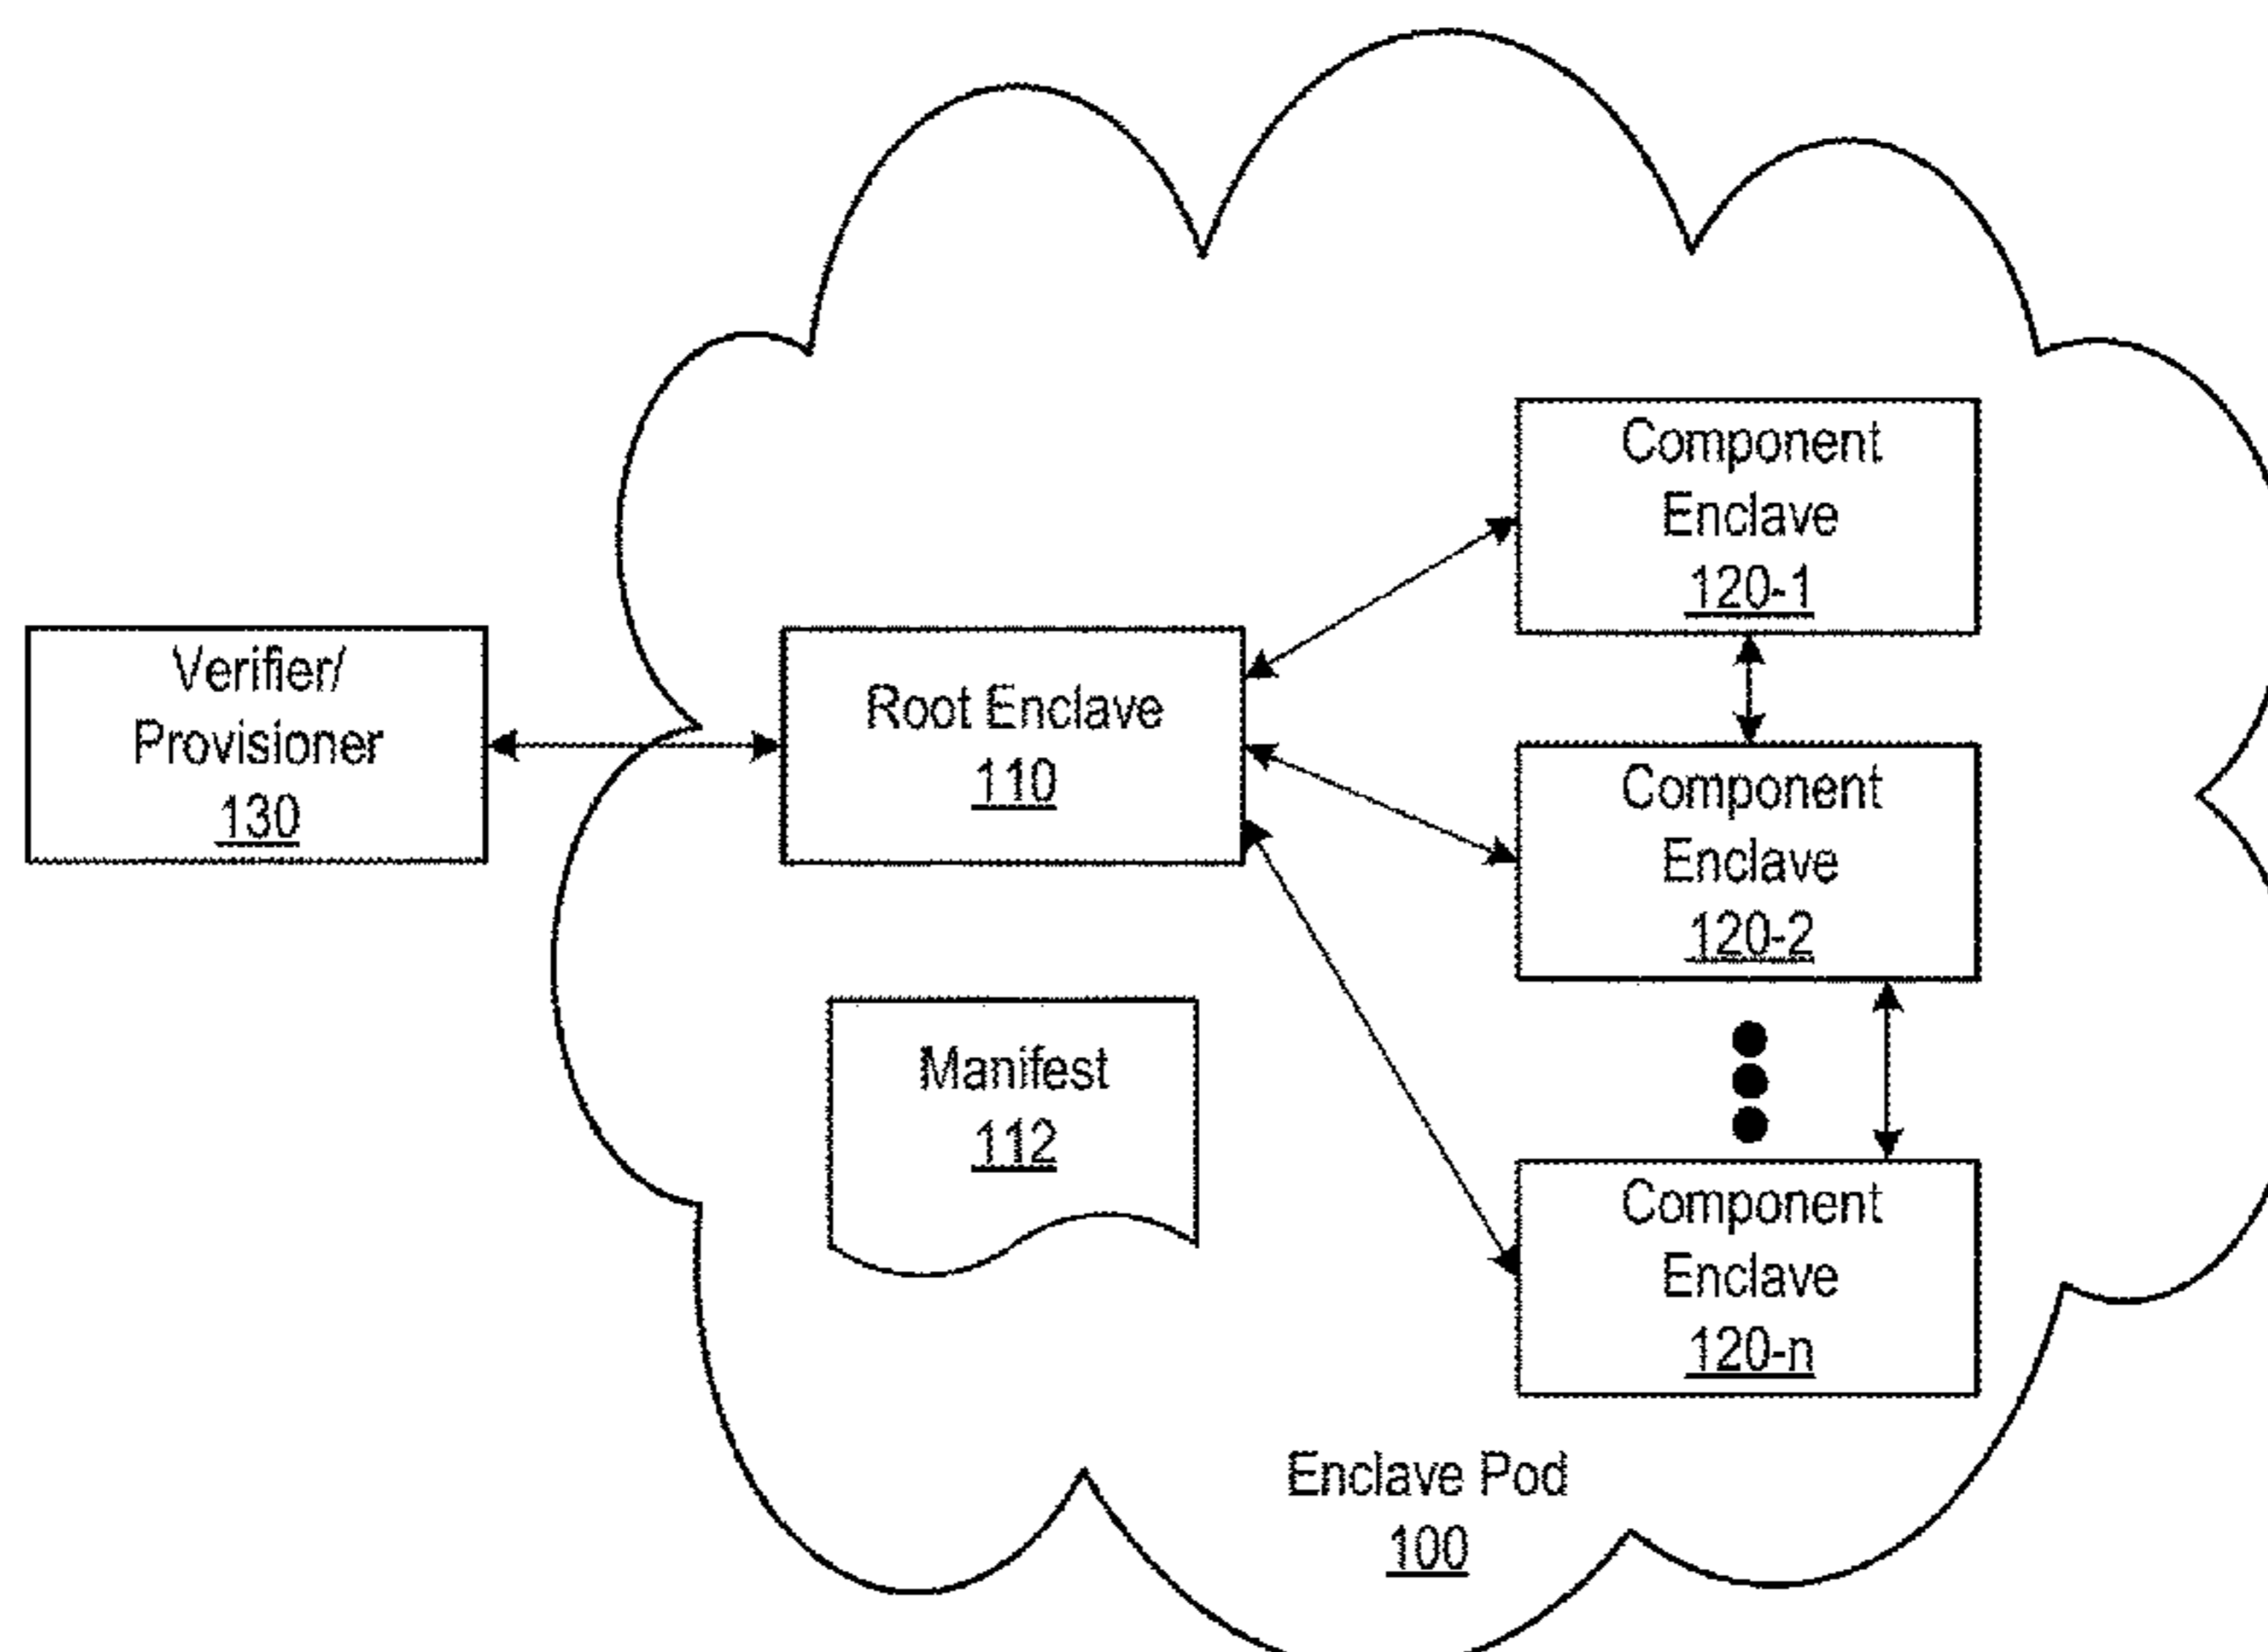 Verifier/
Provisioner
130
Root Enclave
110
Manifest
112
Component
Enclave
120-1
Component
Enclave
120-2
Component
Enclave
120-n
Enclave Pod
100